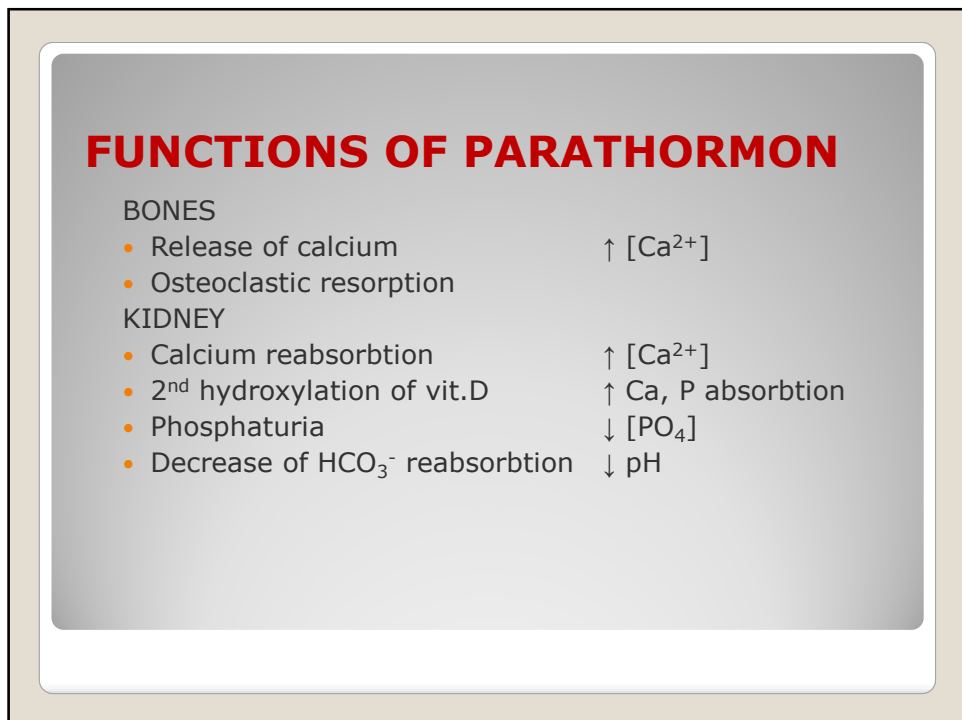 FUNCTIONS OF PARATHORMON
BONES
• Release of calcium ↑ [Ca²⁺]
• Osteoclastic resorption
KIDNEY
• Calcium reabsorbtion ↑ [Ca²⁺]
• 2ⁿᵈ hydroxylation of vit.D ↑ Ca, P absorbtion
• Phosphaturia ↓ [PO₄]
• Decrease of HCO₃⁻ reabsorbtion ↓ pH